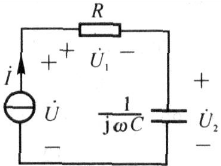 R
+ + U̇₁ −
İ + U̇ −
1/(jωC)
+ U̇₂ −